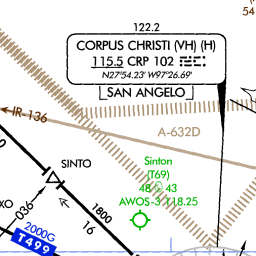 122.2
54
CORPUS CHRISTI (VH) (H)
115.5 CRP 102
N27°54.23' W97°26.69'
SAN ANGELO
IR-136
A-632D
SINTO
Sinton
(T69)
48 43
AWOS-3 118.25
XO
036
1800
16
2000G
T499